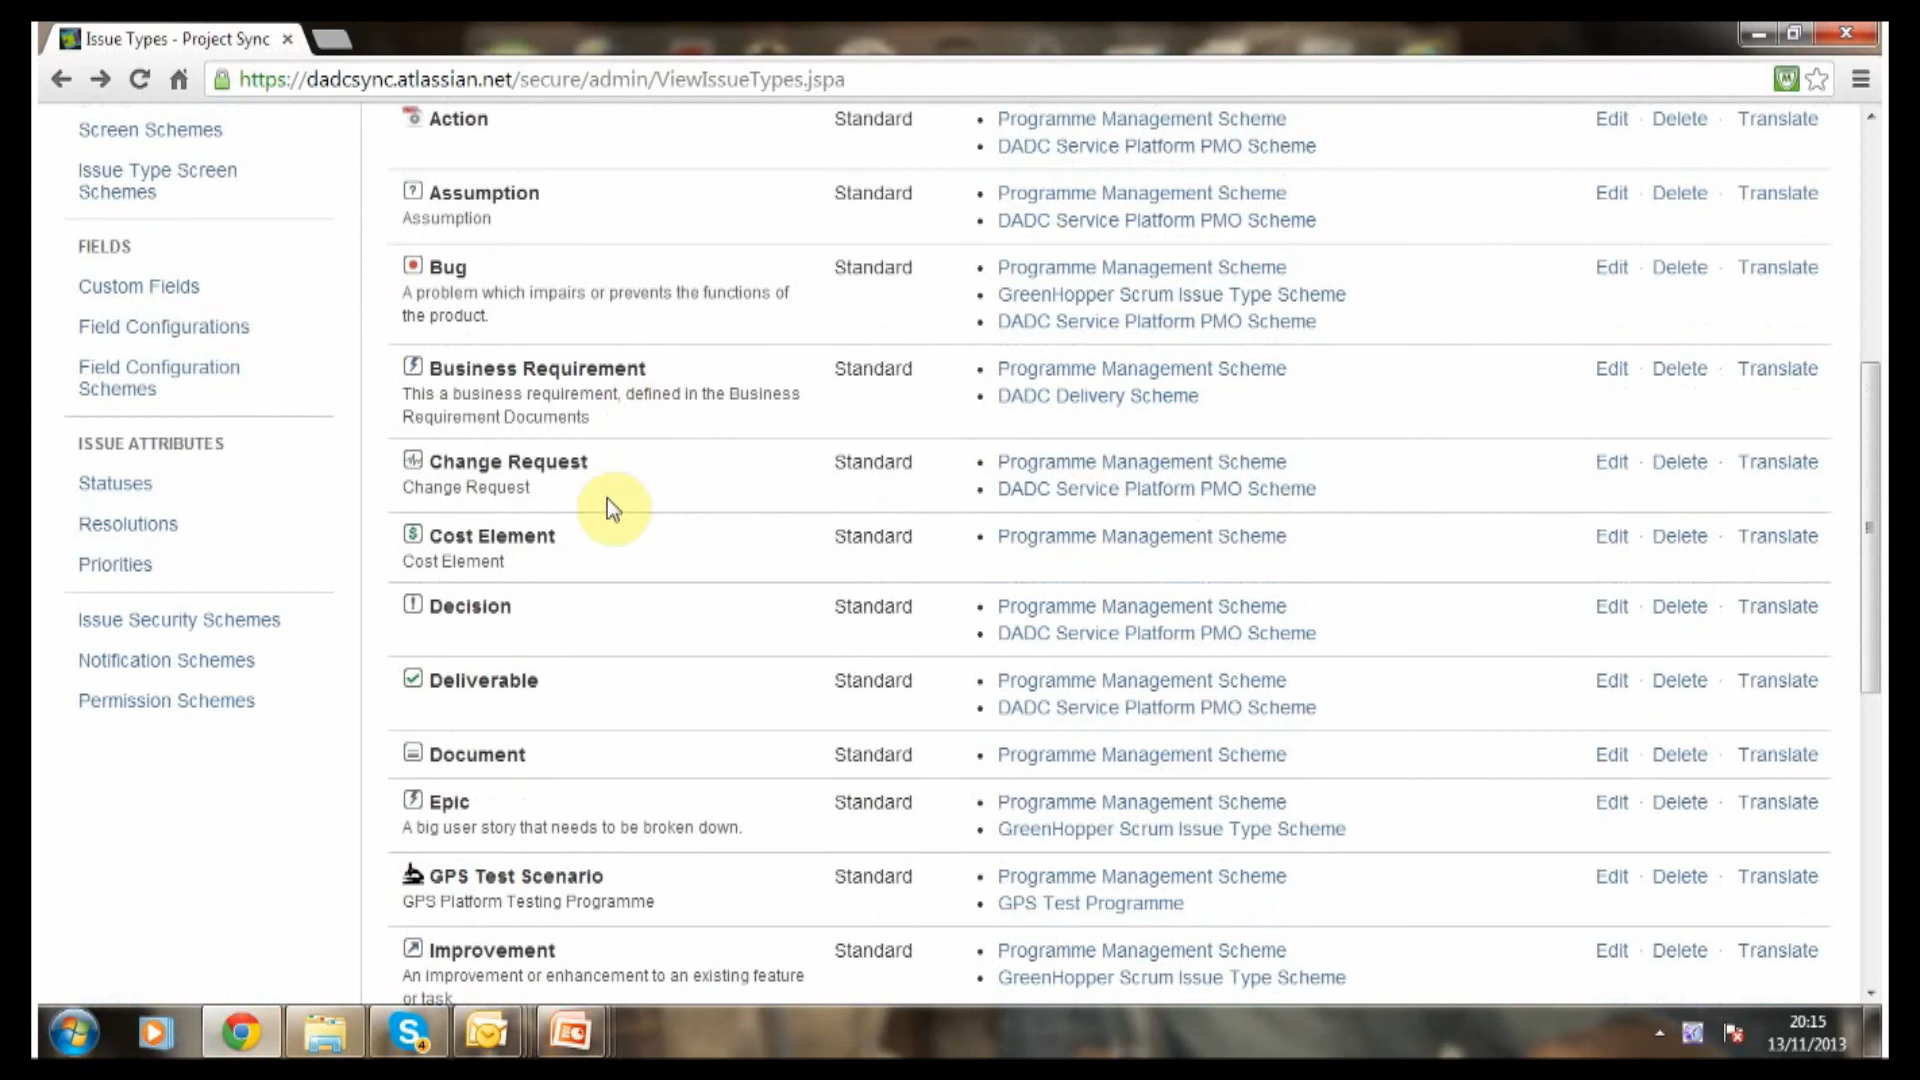 Issue Types - Project Sync
https://dadcsync.atlassian.net/secure/admin/ViewIssueTypes.jspa
Screen Schemes
Issue Type Screen
Schemes
FIELDS
Custom Fields
Field Configurations
Field Configuration
Schemes
ISSUE ATTRIBUTES
Statuses
Resolutions
Priorities
Issue Security Schemes
Notification Schemes
Permission Schemes
Action Standard • Programme Management Scheme Edit · Delete · Translate
• DADC Service Platform PMO Scheme
Assumption Standard • Programme Management Scheme Edit · Delete · Translate
Assumption • DADC Service Platform PMO Scheme
Bug Standard • Programme Management Scheme Edit · Delete · Translate
A problem which impairs or prevents the functions of • GreenHopper Scrum Issue Type Scheme
the product. • DADC Service Platform PMO Scheme
Business Requirement Standard • Programme Management Scheme Edit · Delete · Translate
This a business requirement, defined in the Business • DADC Delivery Scheme
Requirement Documents
Change Request Standard • Programme Management Scheme Edit · Delete · Translate
Change Request • DADC Service Platform PMO Scheme
Cost Element Standard • Programme Management Scheme Edit · Delete · Translate
Cost Element
Decision Standard • Programme Management Scheme Edit · Delete · Translate
• DADC Service Platform PMO Scheme
Deliverable Standard • Programme Management Scheme Edit · Delete · Translate
• DADC Service Platform PMO Scheme
Document Standard • Programme Management Scheme Edit · Delete · Translate
Epic Standard • Programme Management Scheme Edit · Delete · Translate
A big user story that needs to be broken down. • GreenHopper Scrum Issue Type Scheme
GPS Test Scenario Standard • Programme Management Scheme Edit · Delete · Translate
GPS Platform Testing Programme • GPS Test Programme
Improvement Standard • Programme Management Scheme Edit · Delete · Translate
An improvement or enhancement to an existing feature • GreenHopper Scrum Issue Type Scheme
or task.
20:15
13/11/2013